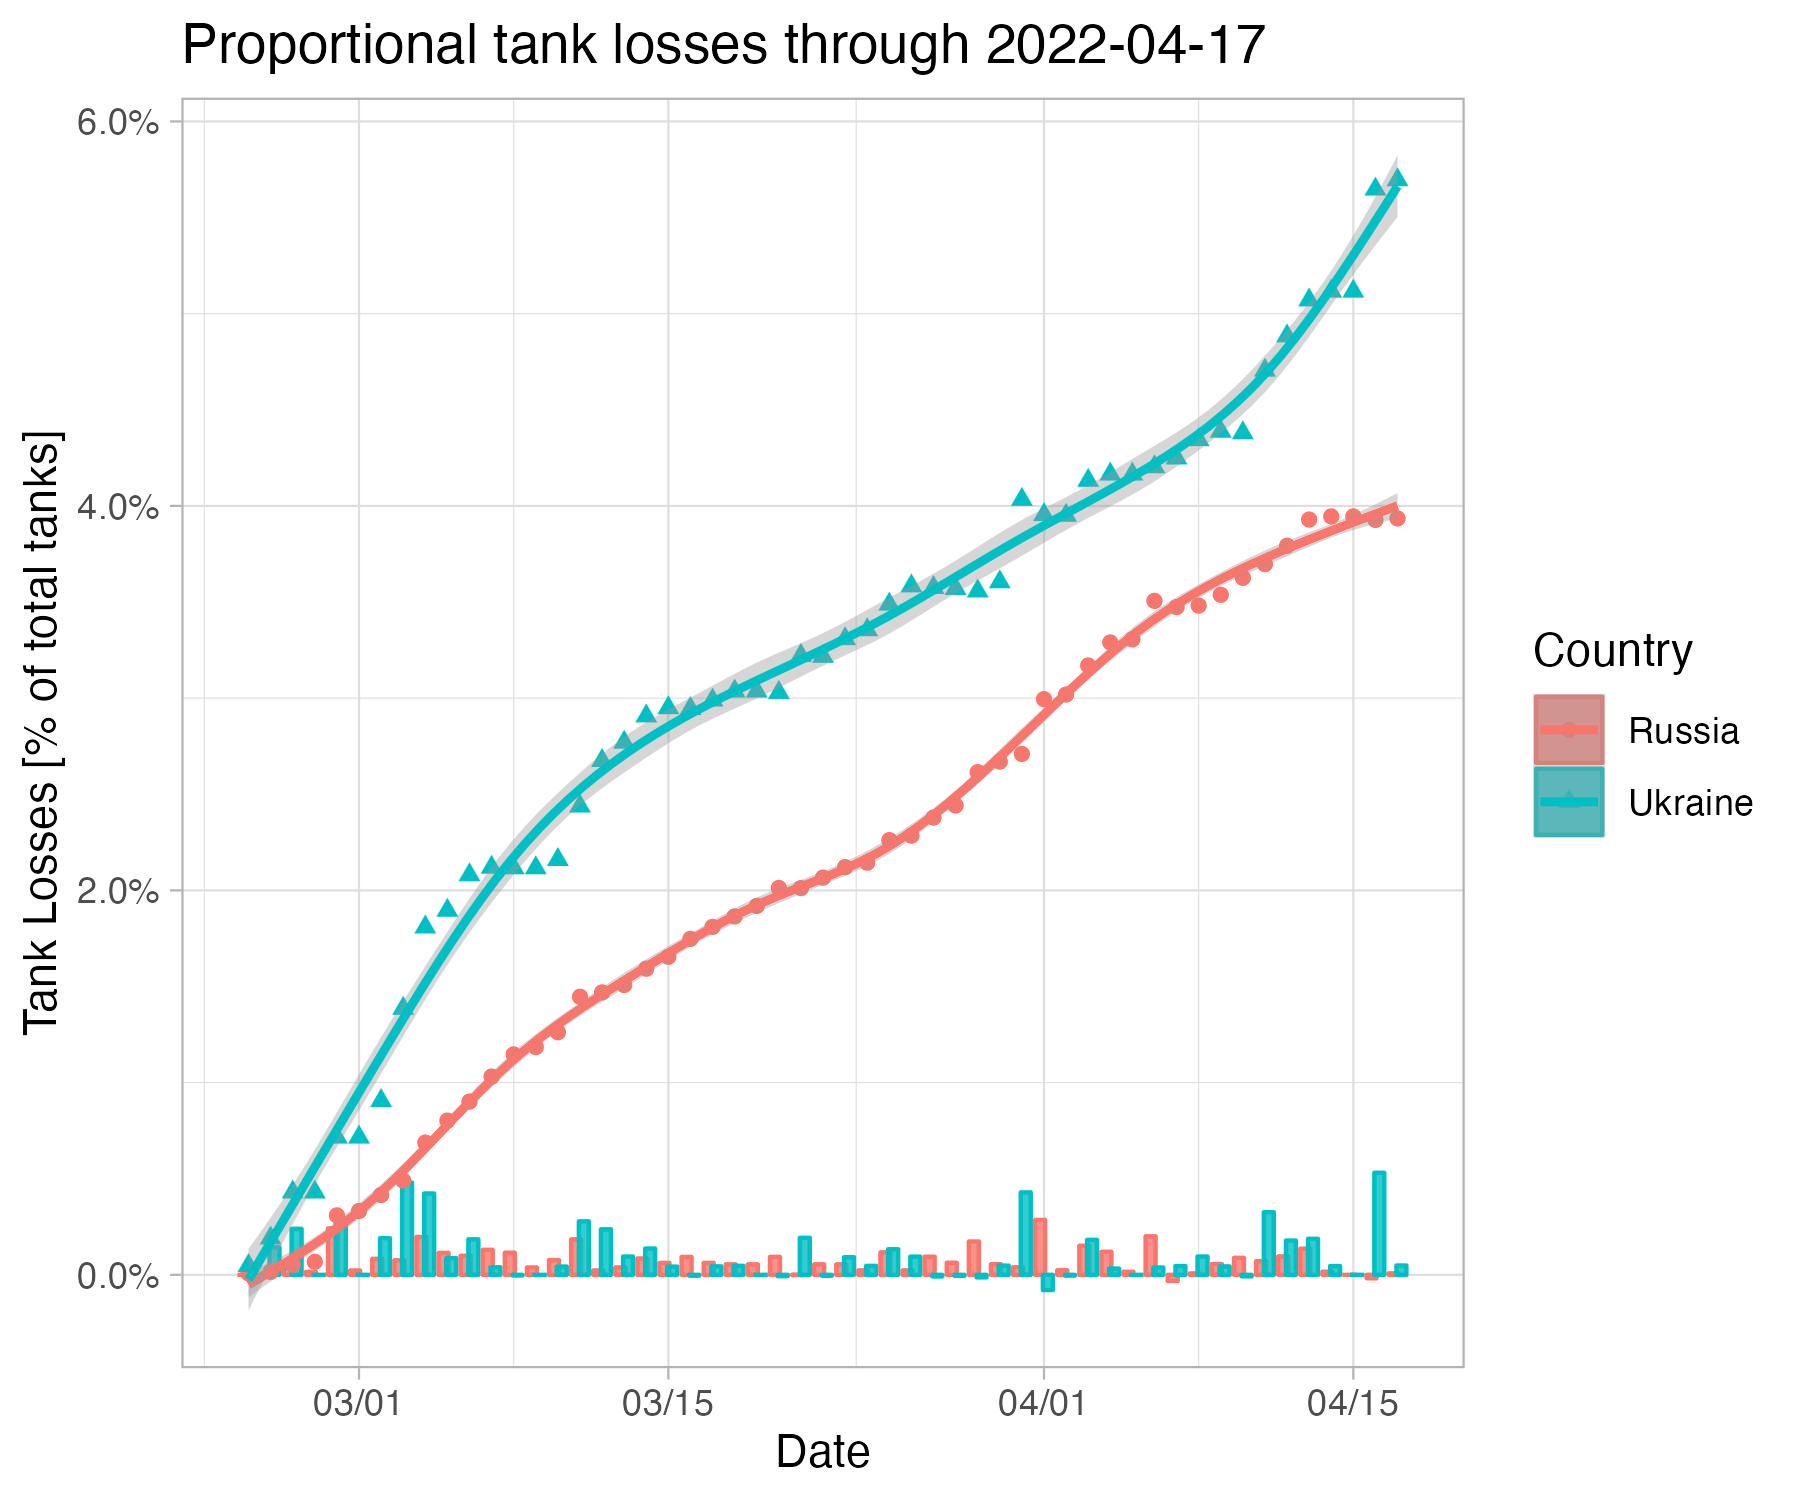 Proportional tank losses through 2022-04-17
6.0%
4.0%
2.0%
0.0%
Tank Losses [% of total tanks]
03/01
03/15
04/01
04/15
Date
Country
Russia
Ukraine